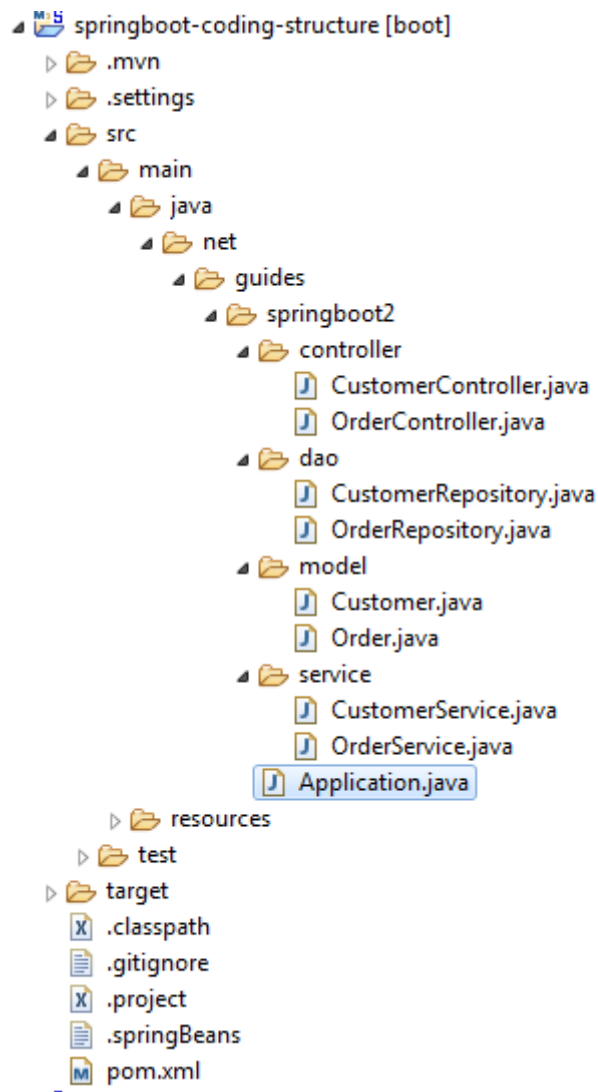 springboot-coding-structure [boot]
.mvn
.settings
src
main
java
net
guides
springboot2
controller
CustomerController.java
OrderController.java
dao
CustomerRepository.java
OrderRepository.java
model
Customer.java
Order.java
service
CustomerService.java
OrderService.java
Application.java
resources
test
target
.classpath
.gitignore
.project
.springBeans
pom.xml